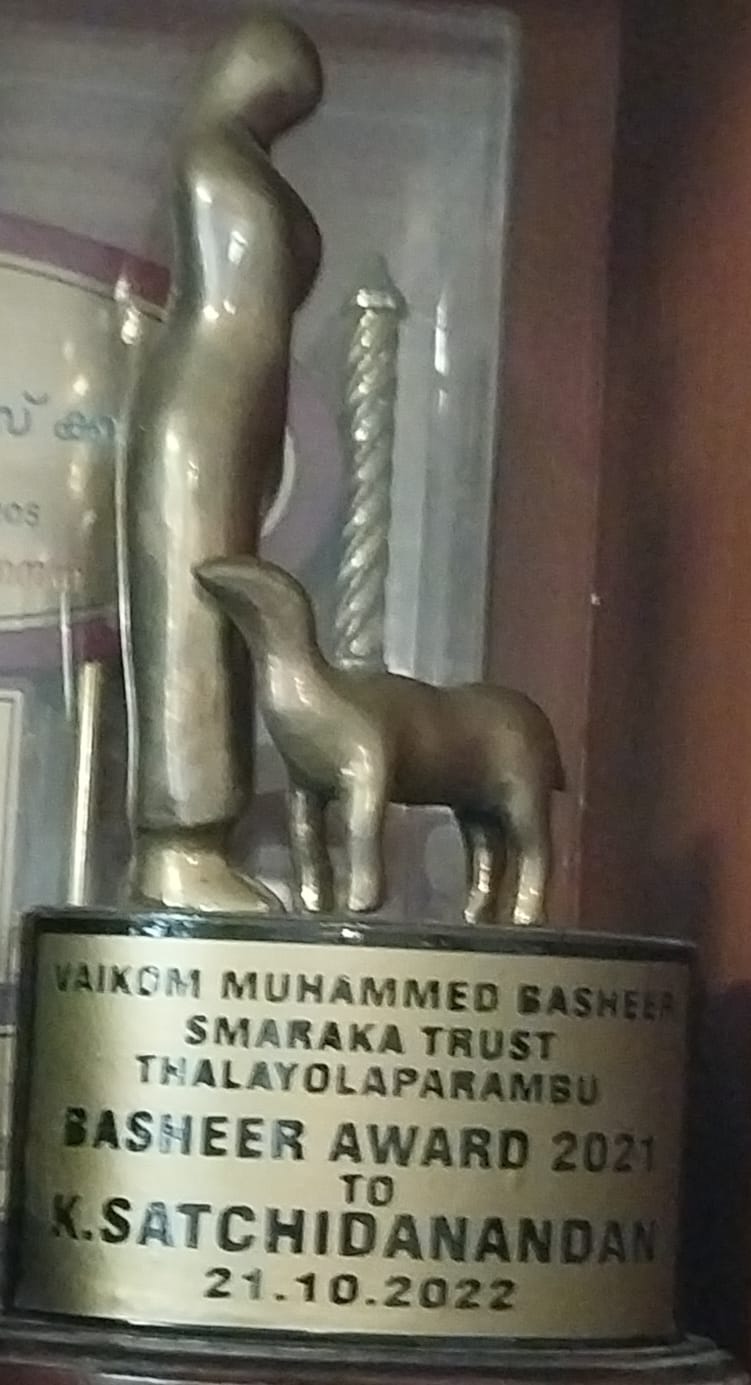 VAIKOM MUHAMMED BASHEER
SMARAKA TRUST
THALAYOLAPARAMBU
BASHEER AWARD 2021
TO
K.SATCHIDANANDAN
21.10.2022